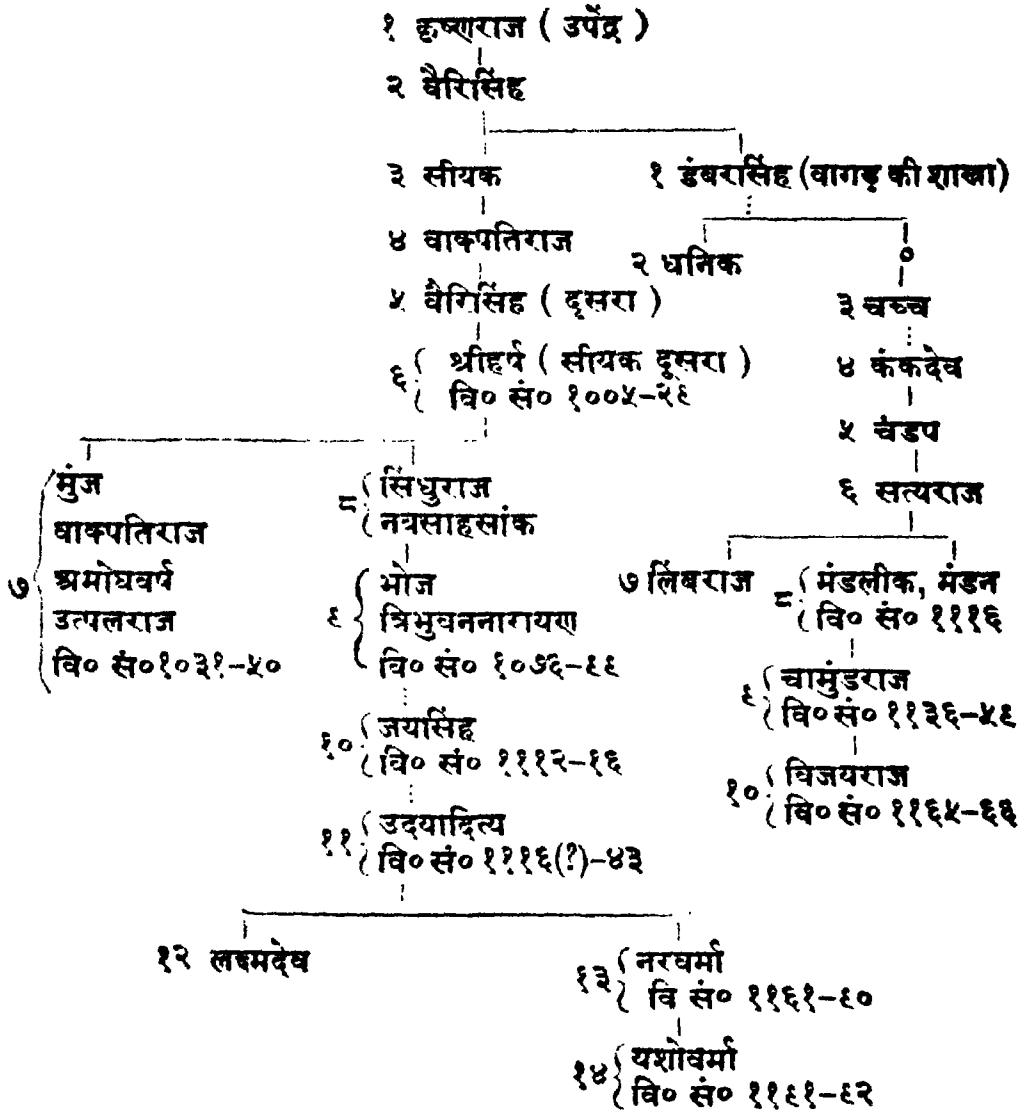 १ कृष्णराज ( उपेंद्र )
२ वैरिसिंह
३ सीयक
१ डंबरसिंह (वागड़ की शाखा)
४ वाक्पतिराज
२ धनिक
०
५ वैरिसिंह ( दूसरा )
३ चच्च
६ श्रीहर्ष ( सीयक दूसरा )
वि० सं० १००५-२९
४ कंकदेव
५ चंडप
६ सत्यराज
७ मुंज
वाक्पतिराज
अमोघवर्ष
उत्पलराज
वि० सं०१०३१-५०
८ सिंधुराज
नवसाहसांक
९ भोज
त्रिभुवननारायण
वि० सं० १०७६-९९
७ लिंबराज
८ मंडलीक, मंडन
वि० सं० १११६
९ चामुंडराज
वि० सं० ११३६-५९
१० जयसिंह
वि० सं० १११२-१६
१० विजयराज
वि० सं० ११६५-६६
११ उदयादित्य
वि० सं० १११६(?)-४३
१२ लक्ष्मदेव
१३ नरवर्मा
वि सं० ११६१-९०
१४ यशोवर्मा
वि० सं० ११९१-९२